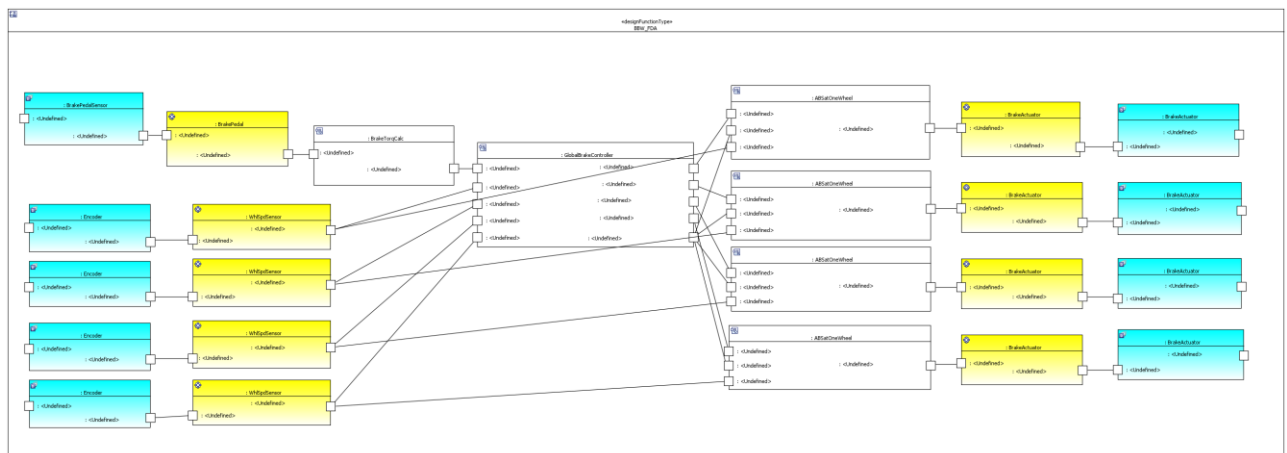 «designFunctionType»
BBW_FDA
: BrakePedalSensor
: <Undefined>
: <Undefined>
: BrakePedal
: <Undefined>
: <Undefined>
: BrakeTorqCalc
: <Undefined>
: <Undefined>
: GlobalBrakeController
: <Undefined>
: <Undefined>
: <Undefined>
: <Undefined>
: <Undefined>
: <Undefined>
: <Undefined>
: <Undefined>
: <Undefined>
: <Undefined>
: ABSatOneWheel
: <Undefined>
: <Undefined>
: <Undefined>
: <Undefined>
: BrakeActuator
: <Undefined>
: <Undefined>
: BrakeActuator
: <Undefined>
: <Undefined>
: ABSatOneWheel
: <Undefined>
: <Undefined>
: <Undefined>
: <Undefined>
: BrakeActuator
: <Undefined>
: <Undefined>
: BrakeActuator
: <Undefined>
: <Undefined>
: Encoder
: <Undefined>
: <Undefined>
: WhlSpdSensor
: <Undefined>
: <Undefined>
: ABSatOneWheel
: <Undefined>
: <Undefined>
: <Undefined>
: <Undefined>
: BrakeActuator
: <Undefined>
: <Undefined>
: BrakeActuator
: <Undefined>
: <Undefined>
: Encoder
: <Undefined>
: <Undefined>
: WhlSpdSensor
: <Undefined>
: <Undefined>
: Encoder
: <Undefined>
: <Undefined>
: WhlSpdSensor
: <Undefined>
: <Undefined>
: ABSatOneWheel
: <Undefined>
: <Undefined>
: <Undefined>
: <Undefined>
: BrakeActuator
: <Undefined>
: <Undefined>
: BrakeActuator
: <Undefined>
: <Undefined>
: Encoder
: <Undefined>
: <Undefined>
: WhlSpdSensor
: <Undefined>
: <Undefined>